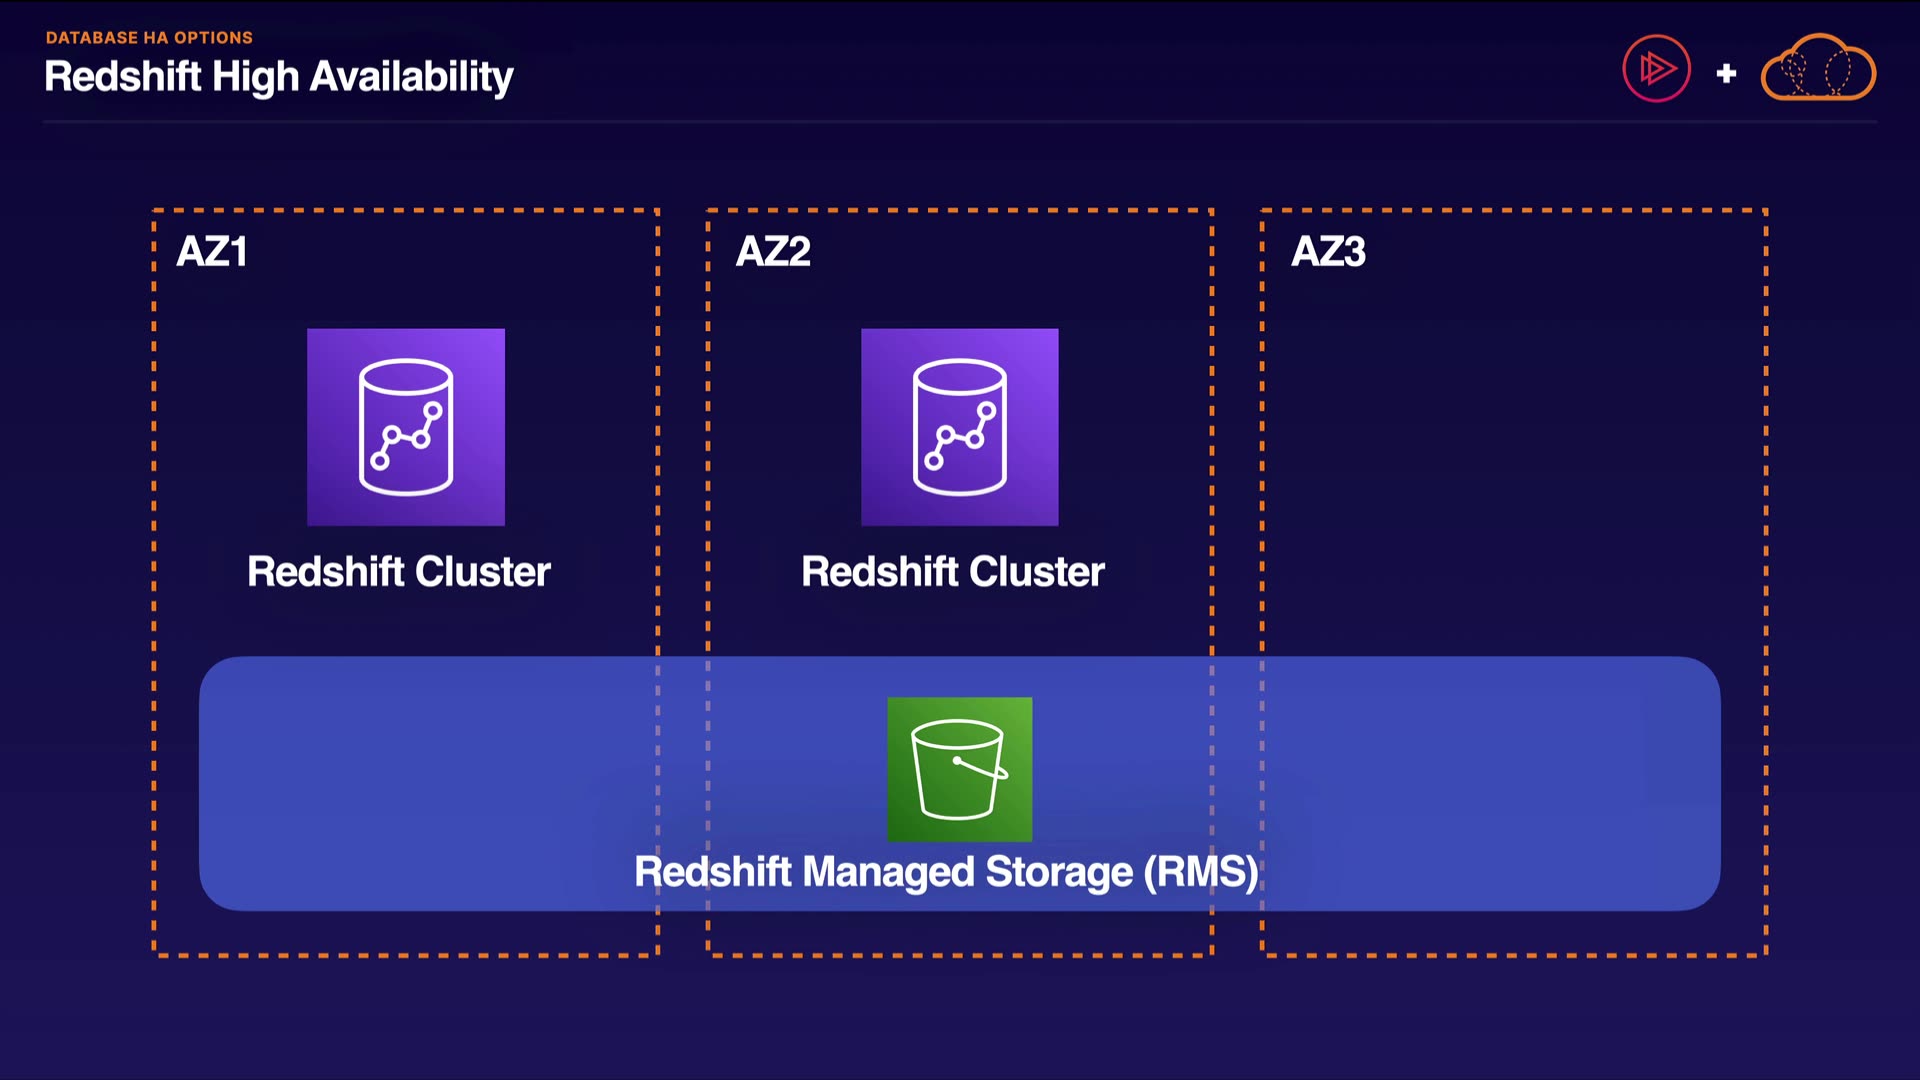 DATABASE HA OPTIONS
Redshift High Availability
AZ1
AZ2
AZ3
Redshift Cluster
Redshift Cluster
Redshift Managed Storage (RMS)